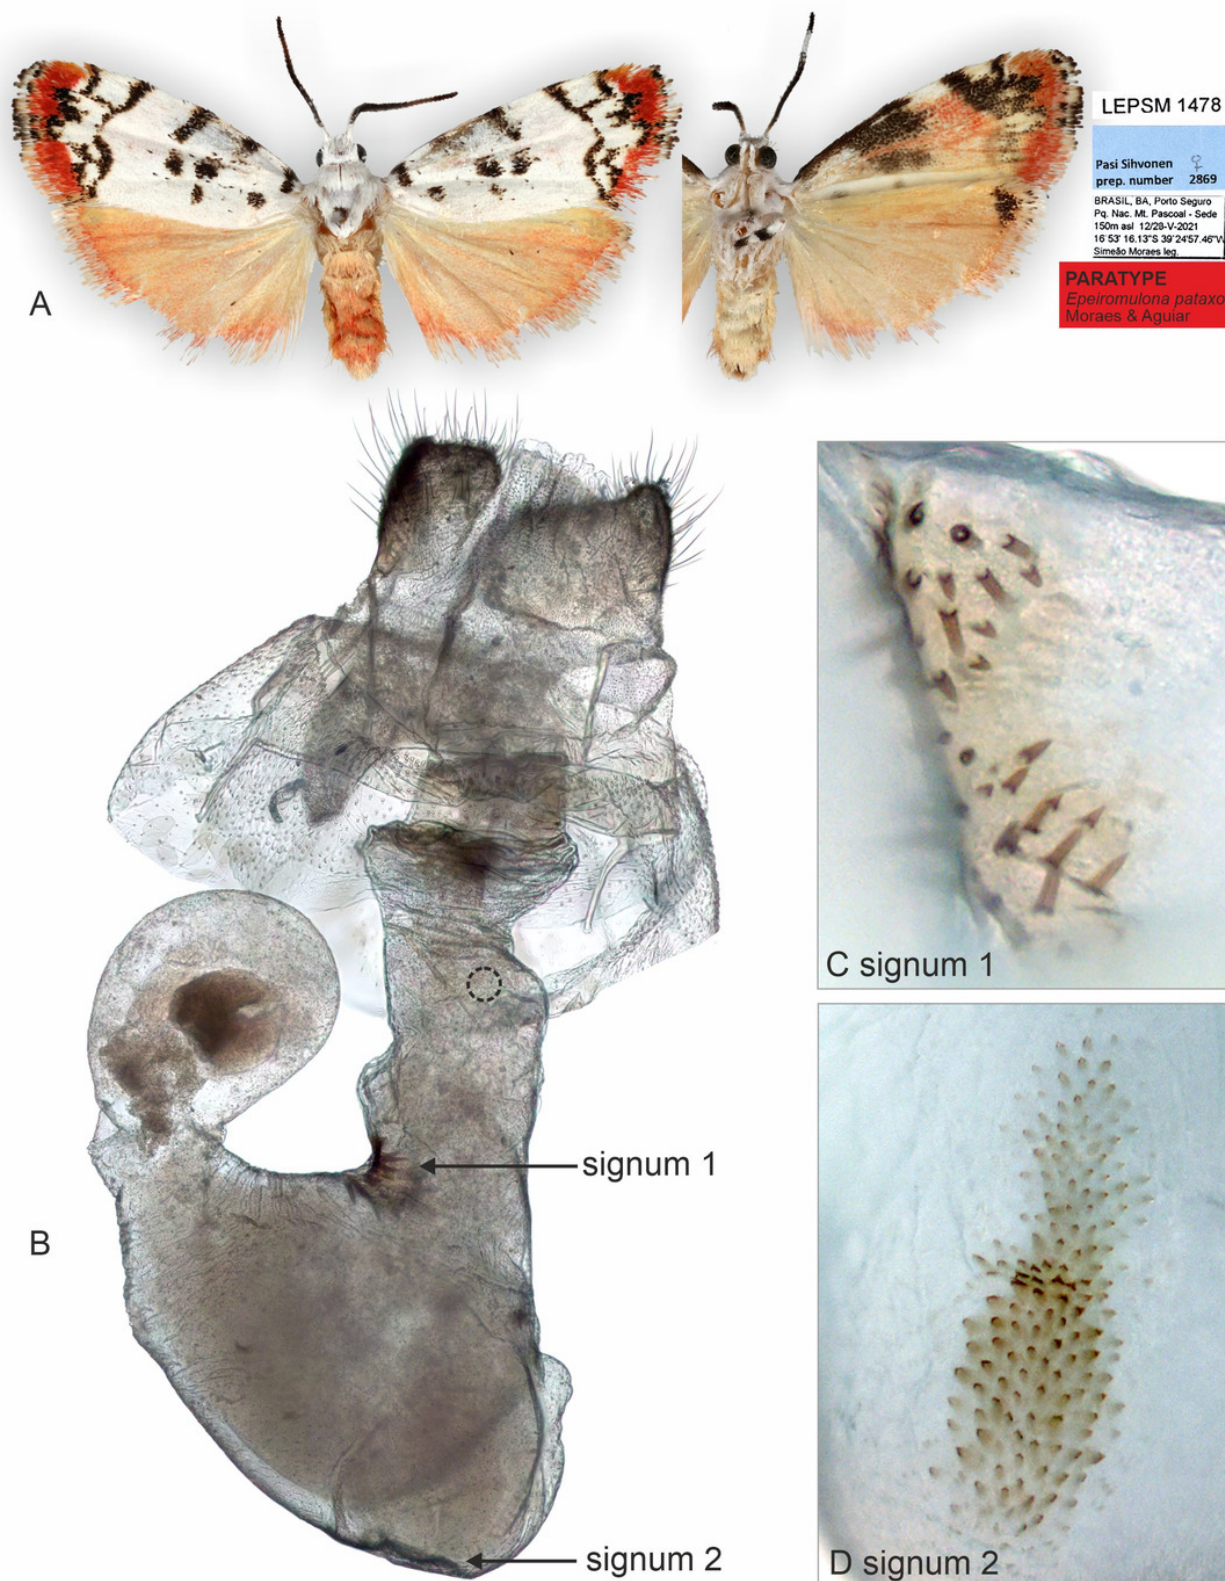 LEPSM 1478
Pasi Sihvonen ♀
prep. number 2869
BRASIL, BA, Porto Seguro
Pq. Nac. Mt. Pascoal - Sede
150m asl 12/28-V-2021
16 53' 16.13"S 39°24'57.46"W
Simeão Moraes leg.
PARATYPE
Epeiromulona pataxo
Moraes & Aguiar
A
signum 1
B
signum 2
C signum 1
D signum 2